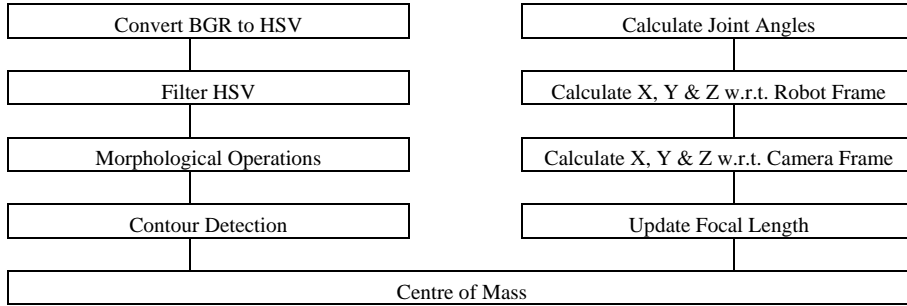 Convert BGR to HSV
Filter HSV
Morphological Operations
Contour Detection
Calculate Joint Angles
Calculate X, Y & Z w.r.t. Robot Frame
Calculate X, Y & Z w.r.t. Camera Frame
Update Focal Length
Centre of Mass